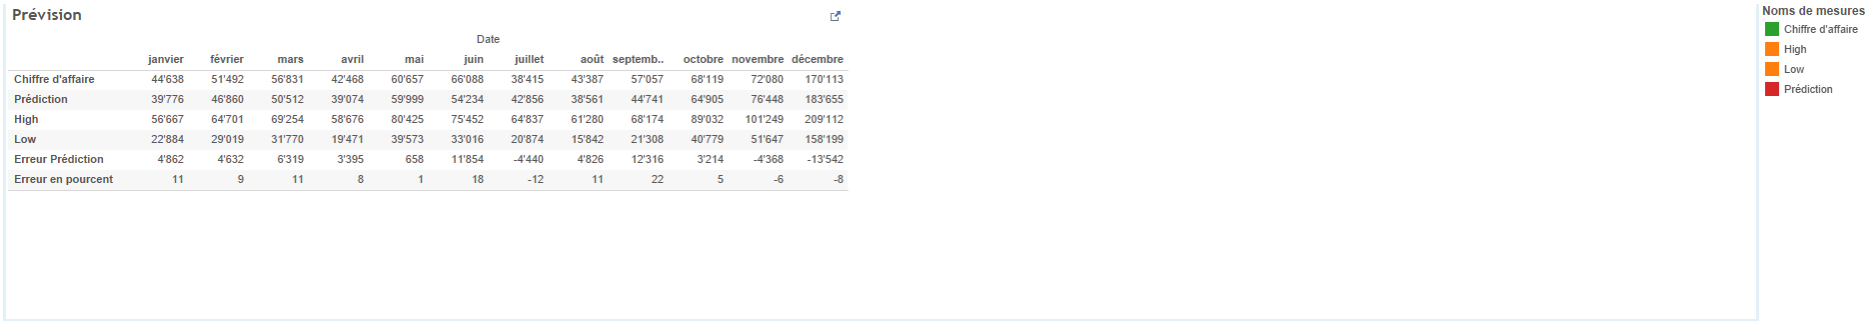 Prévision
Date
janvier février mars avril mai juin juillet août septemb.. octobre novembre décembre
Chiffre d'affaire 44'638 51'492 56'831 42'468 60'657 66'088 38'415 43'387 57'057 68'119 72'080 170'113
Prédiction 39'776 46'860 50'512 39'074 59'999 54'234 42'856 38'561 44'741 64'905 76'448 183'655
High 56'667 64'701 69'254 58'676 80'425 75'452 64'837 61'280 68'174 89'032 101'249 209'112
Low 22'884 29'019 31'770 19'471 39'573 33'016 20'874 15'842 21'308 40'779 51'647 158'199
Erreur Prédiction 4'862 4'632 6'319 3'395 658 11'854 -4'440 4'826 12'316 3'214 -4'368 -13'542
Erreur en pourcent 11 9 11 8 1 18 -12 11 22 5 -6 -8
Noms de mesures
Chiffre d'affaire
High
Low
Prédiction